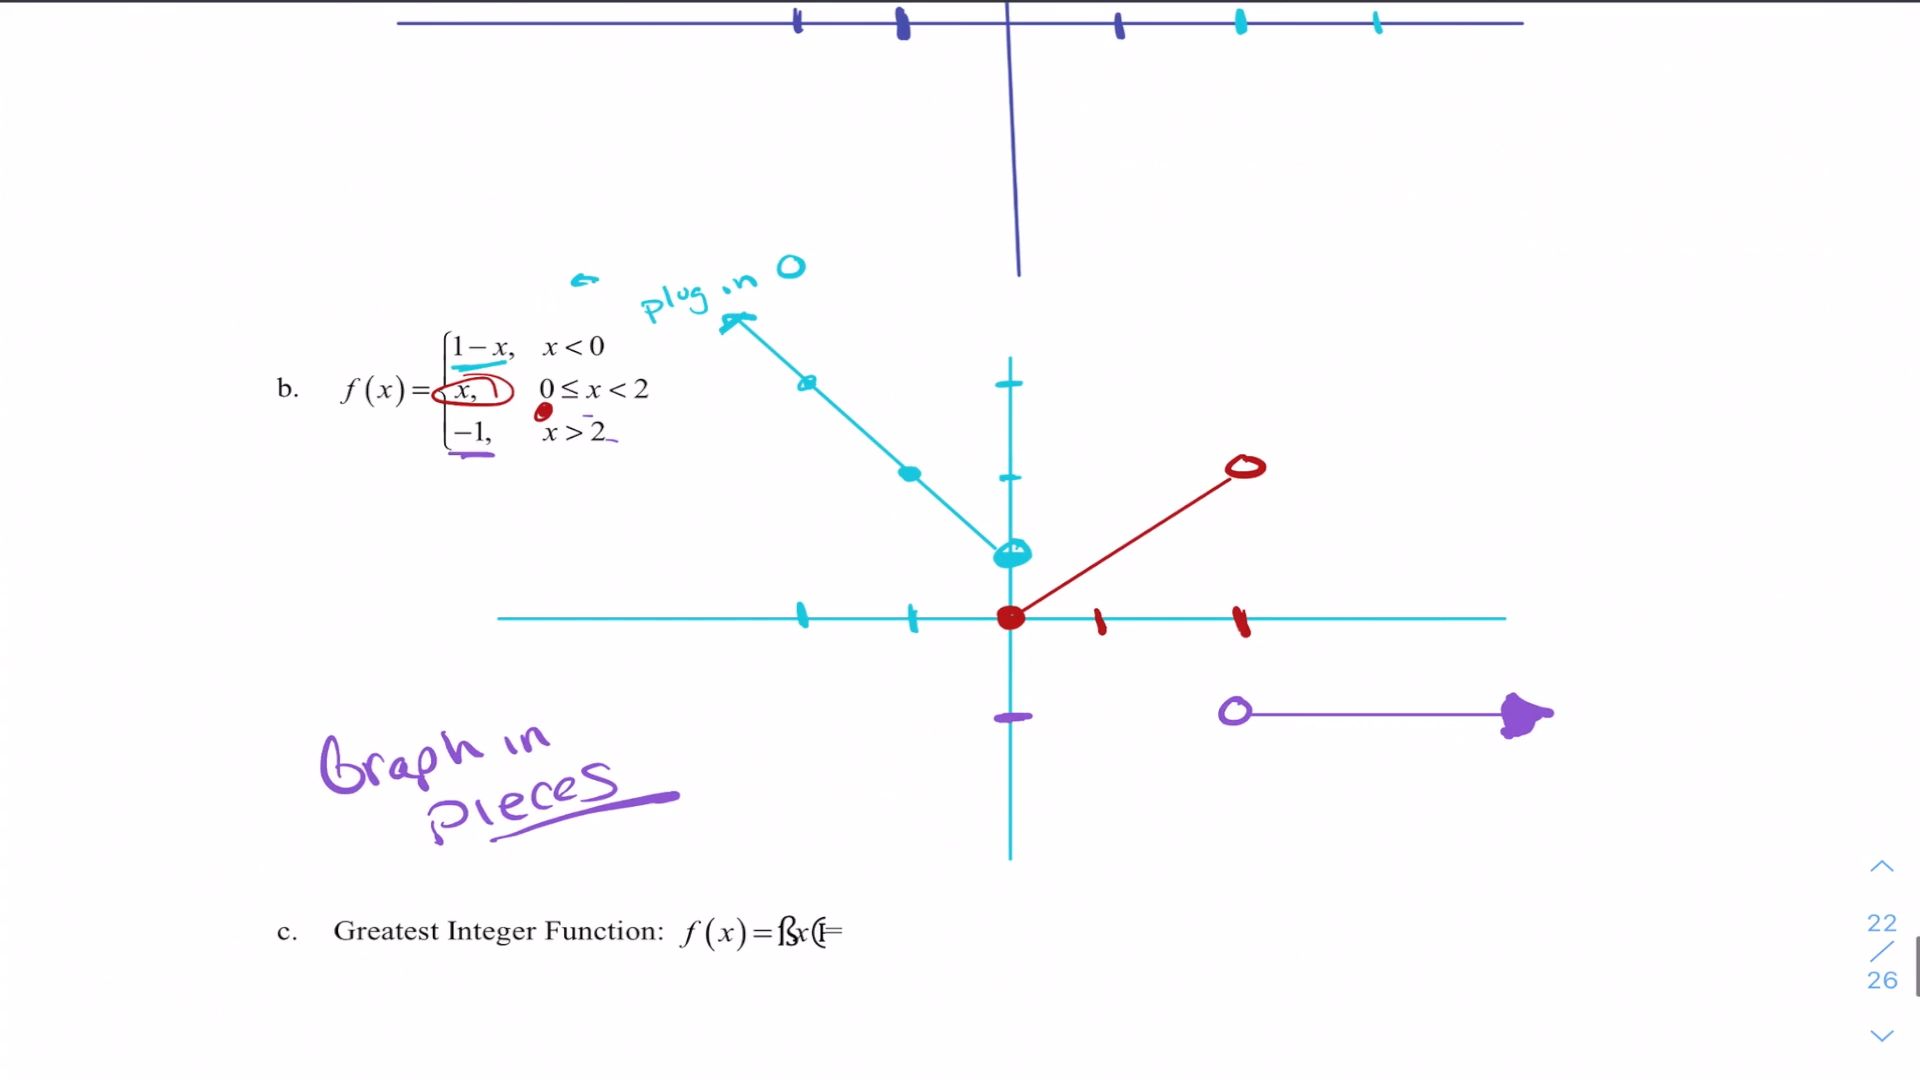 plug in 0
b. f(x) = { 1 − x, x < 0
x, 0 ≤ x < 2
−1, x > 2
Graph in
pieces
c. Greatest Integer Function: f(x) =
22
/
26